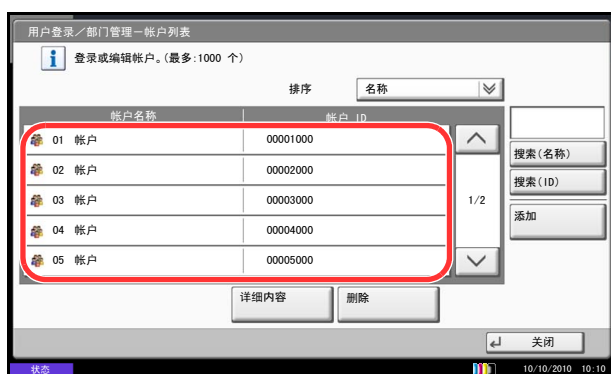 用户登录／部门管理－帐户列表
登录或编辑帐户。(最多:1000 个)
排序 名称
帐户名称 帐户 ID
01 帐户 00001000
02 帐户 00002000
03 帐户 00003000
04 帐户 00004000
05 帐户 00005000
1/2
搜索(名称)
搜索(ID)
添加
详细内容 删除
关闭
状态 10/10/2010 10:10